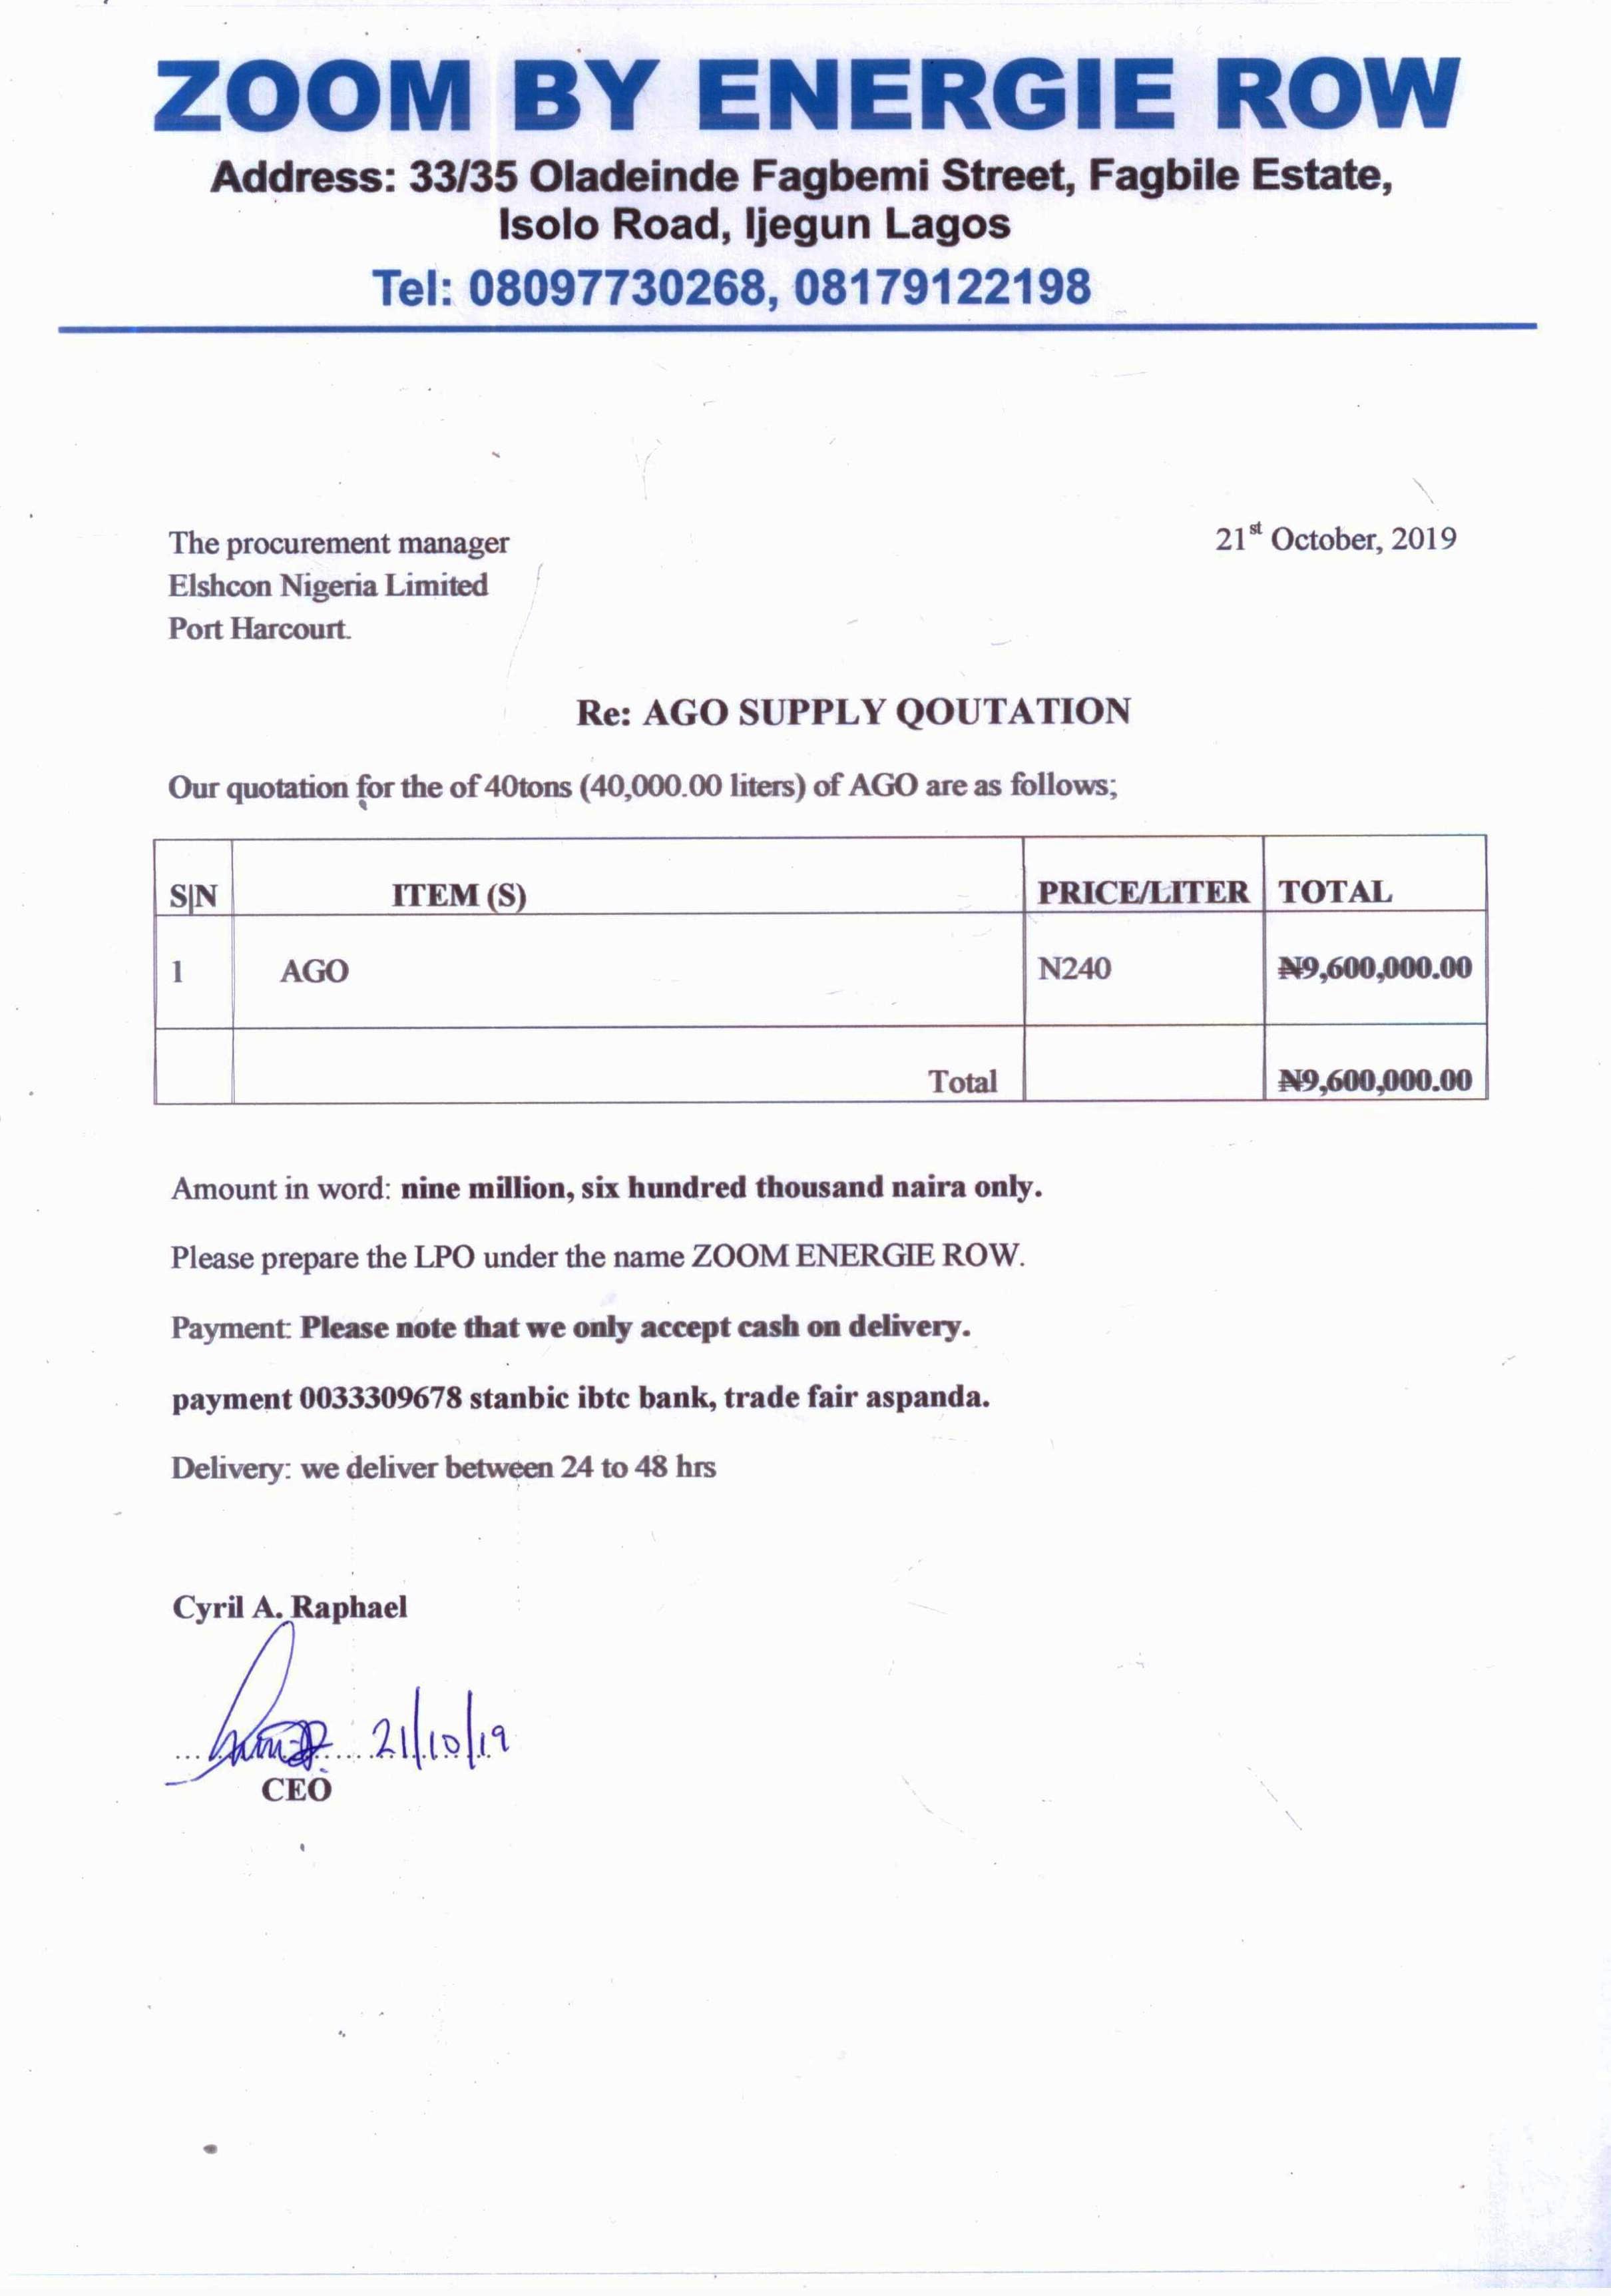 ZOOM BY ENERGIE ROW
Address: 33/35 Oladeinde Fagbemi Street, Fagbile Estate,
Isolo Road, Ijegun Lagos
Tel: 08097730268, 08179122198
The procurement manager
21st October, 2019
Elshcon Nigeria Limited
Port Harcourt.
Re: AGO SUPPLY QOUTATION
Our quotation for the of 40tons (40,000.00 liters) of AGO are as follows;
S|N ITEM (S) PRICE/LITER TOTAL
1 AGO N240 ₦9,600,000.00
Total ₦9,600,000.00
Amount in word: nine million, six hundred thousand naira only.
Please prepare the LPO under the name ZOOM ENERGIE ROW.
Payment: Please note that we only accept cash on delivery.
payment 0033309678 stanbic ibtc bank, trade fair aspanda.
Delivery: we deliver between 24 to 48 hrs
Cyril A. Raphael
21/10/19
CEO